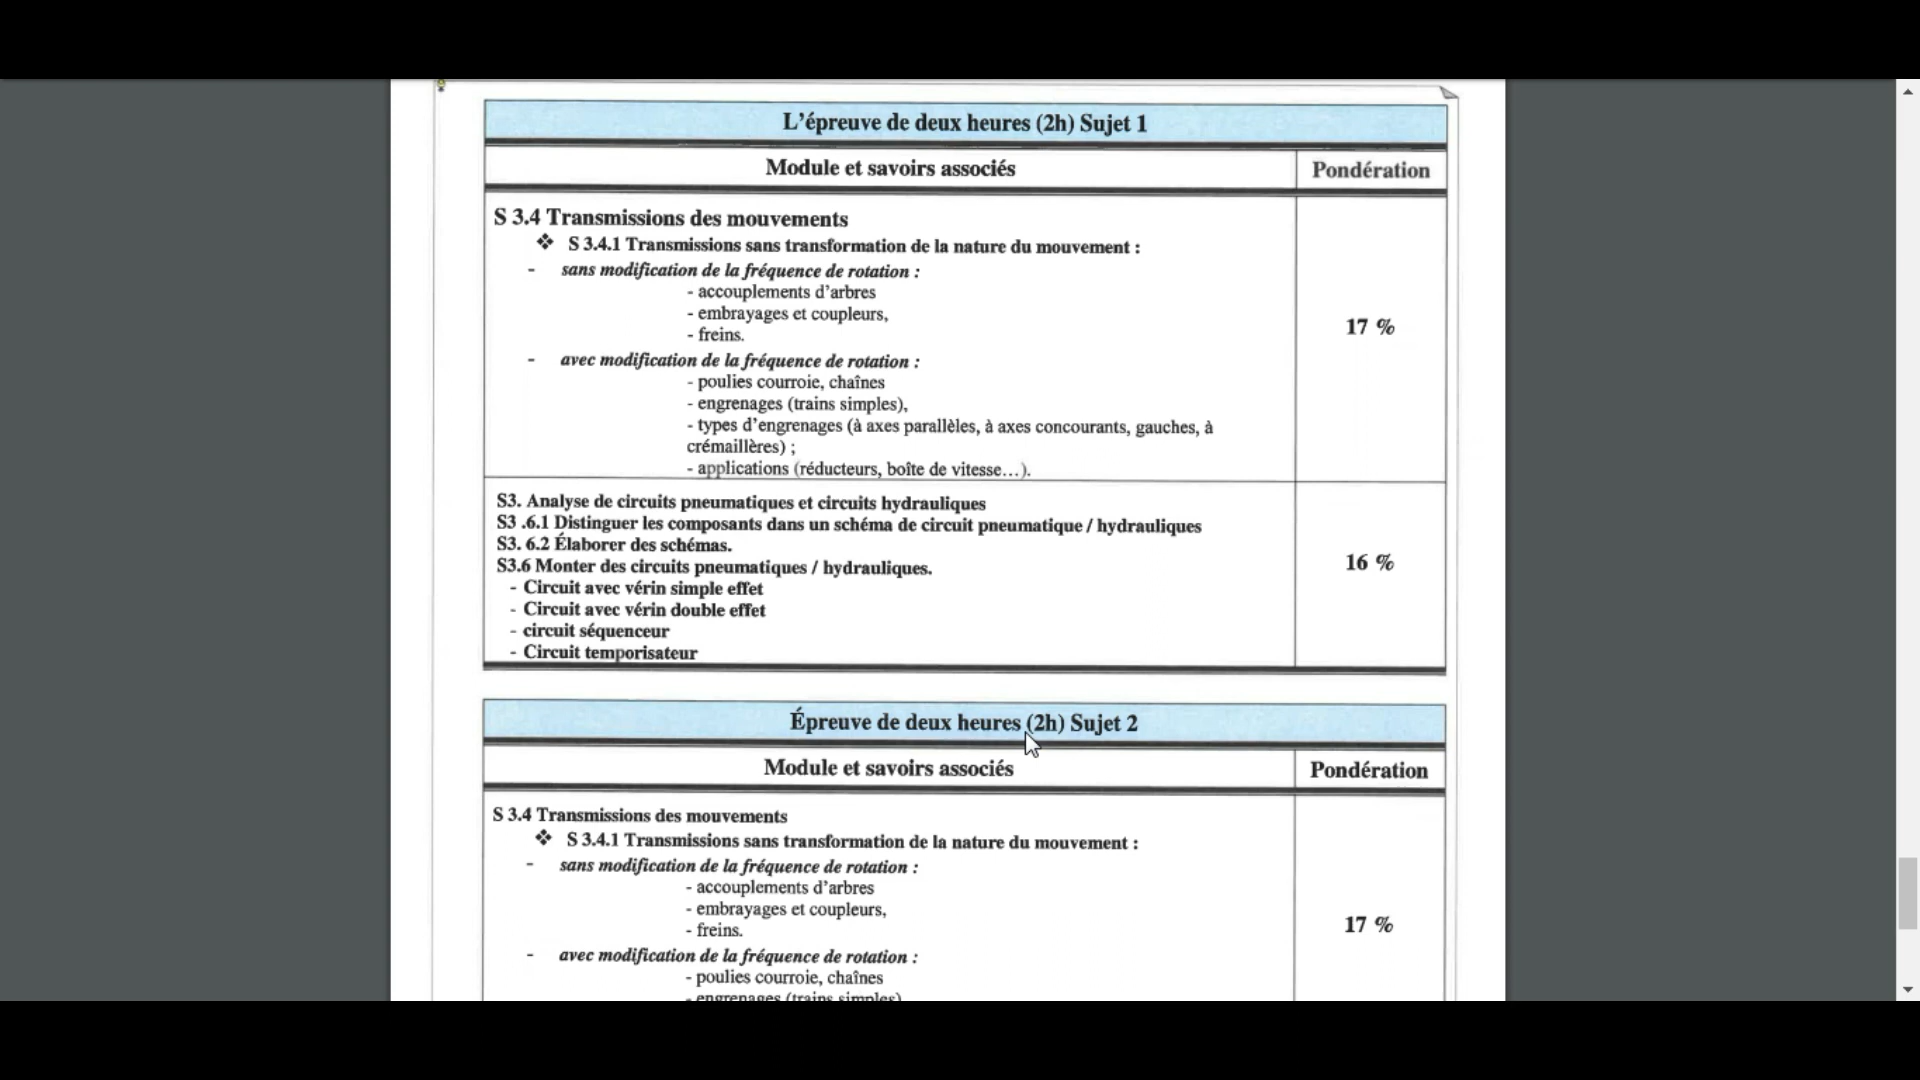 L'épreuve de deux heures (2h) Sujet 1
Module et savoirs associés
Pondération
S 3.4 Transmissions des mouvements
❖ S 3.4.1 Transmissions sans transformation de la nature du mouvement :
- sans modification de la fréquence de rotation :
- accouplements d'arbres
- embrayages et coupleurs,
- freins.
17 %
- avec modification de la fréquence de rotation :
- poulies courroie, chaînes
- engrenages (trains simples),
- types d'engrenages (à axes parallèles, à axes concourants, gauches, à
crémaillères) ;
- applications (réducteurs, boîte de vitesse…).
S3. Analyse de circuits pneumatiques et circuits hydrauliques
S3 .6.1 Distinguer les composants dans un schéma de circuit pneumatique / hydrauliques
S3. 6.2 Élaborer des schémas.
S3.6 Monter des circuits pneumatiques / hydrauliques.
16 %
- Circuit avec vérin simple effet
- Circuit avec vérin double effet
- circuit séquenceur
- Circuit temporisateur
Épreuve de deux heures (2h) Sujet 2
Module et savoirs associés
Pondération
S 3.4 Transmissions des mouvements
❖ S 3.4.1 Transmissions sans transformation de la nature du mouvement :
- sans modification de la fréquence de rotation :
- accouplements d'arbres
- embrayages et coupleurs,
- freins.
17 %
- avec modification de la fréquence de rotation :
- poulies courroie, chaînes
- engrenages (trains simples)